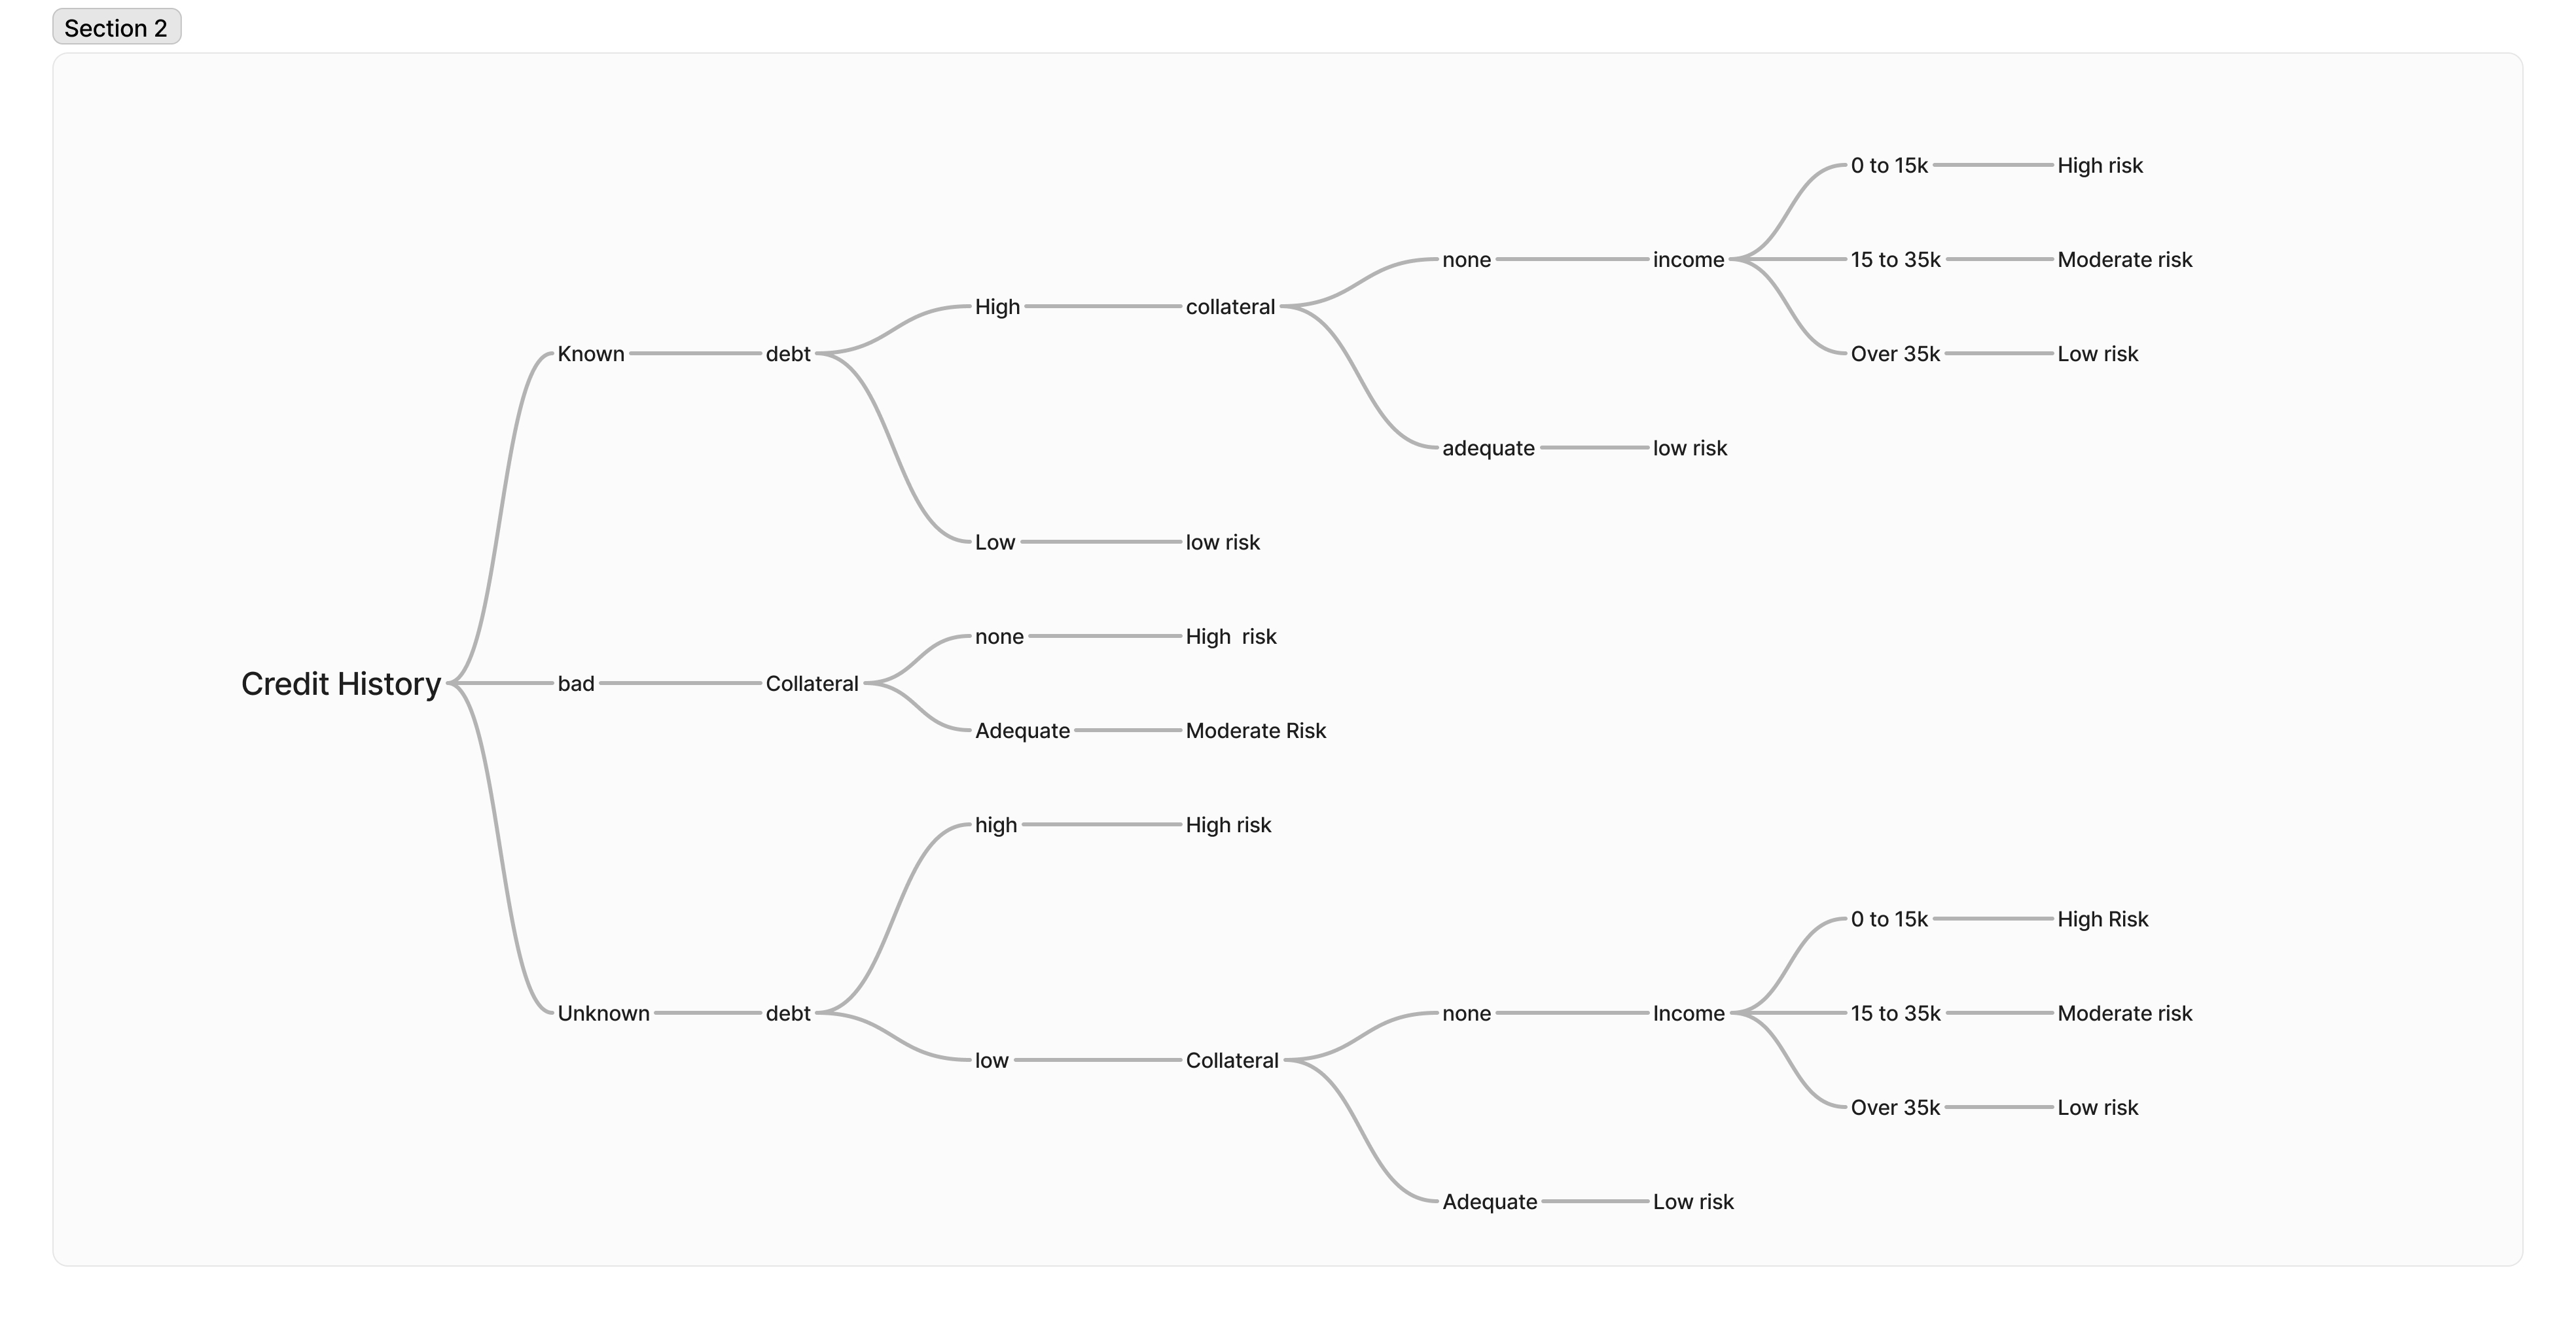 Section 2
0 to 15k High risk
none income 15 to 35k Moderate risk
High collateral
Known debt Over 35k Low risk
adequate low risk
Low low risk
none High  risk
Credit History bad Collateral
Adequate Moderate Risk
high High risk
0 to 15k High Risk
Unknown debt none Income 15 to 35k Moderate risk
low Collateral
Over 35k Low risk
Adequate Low risk